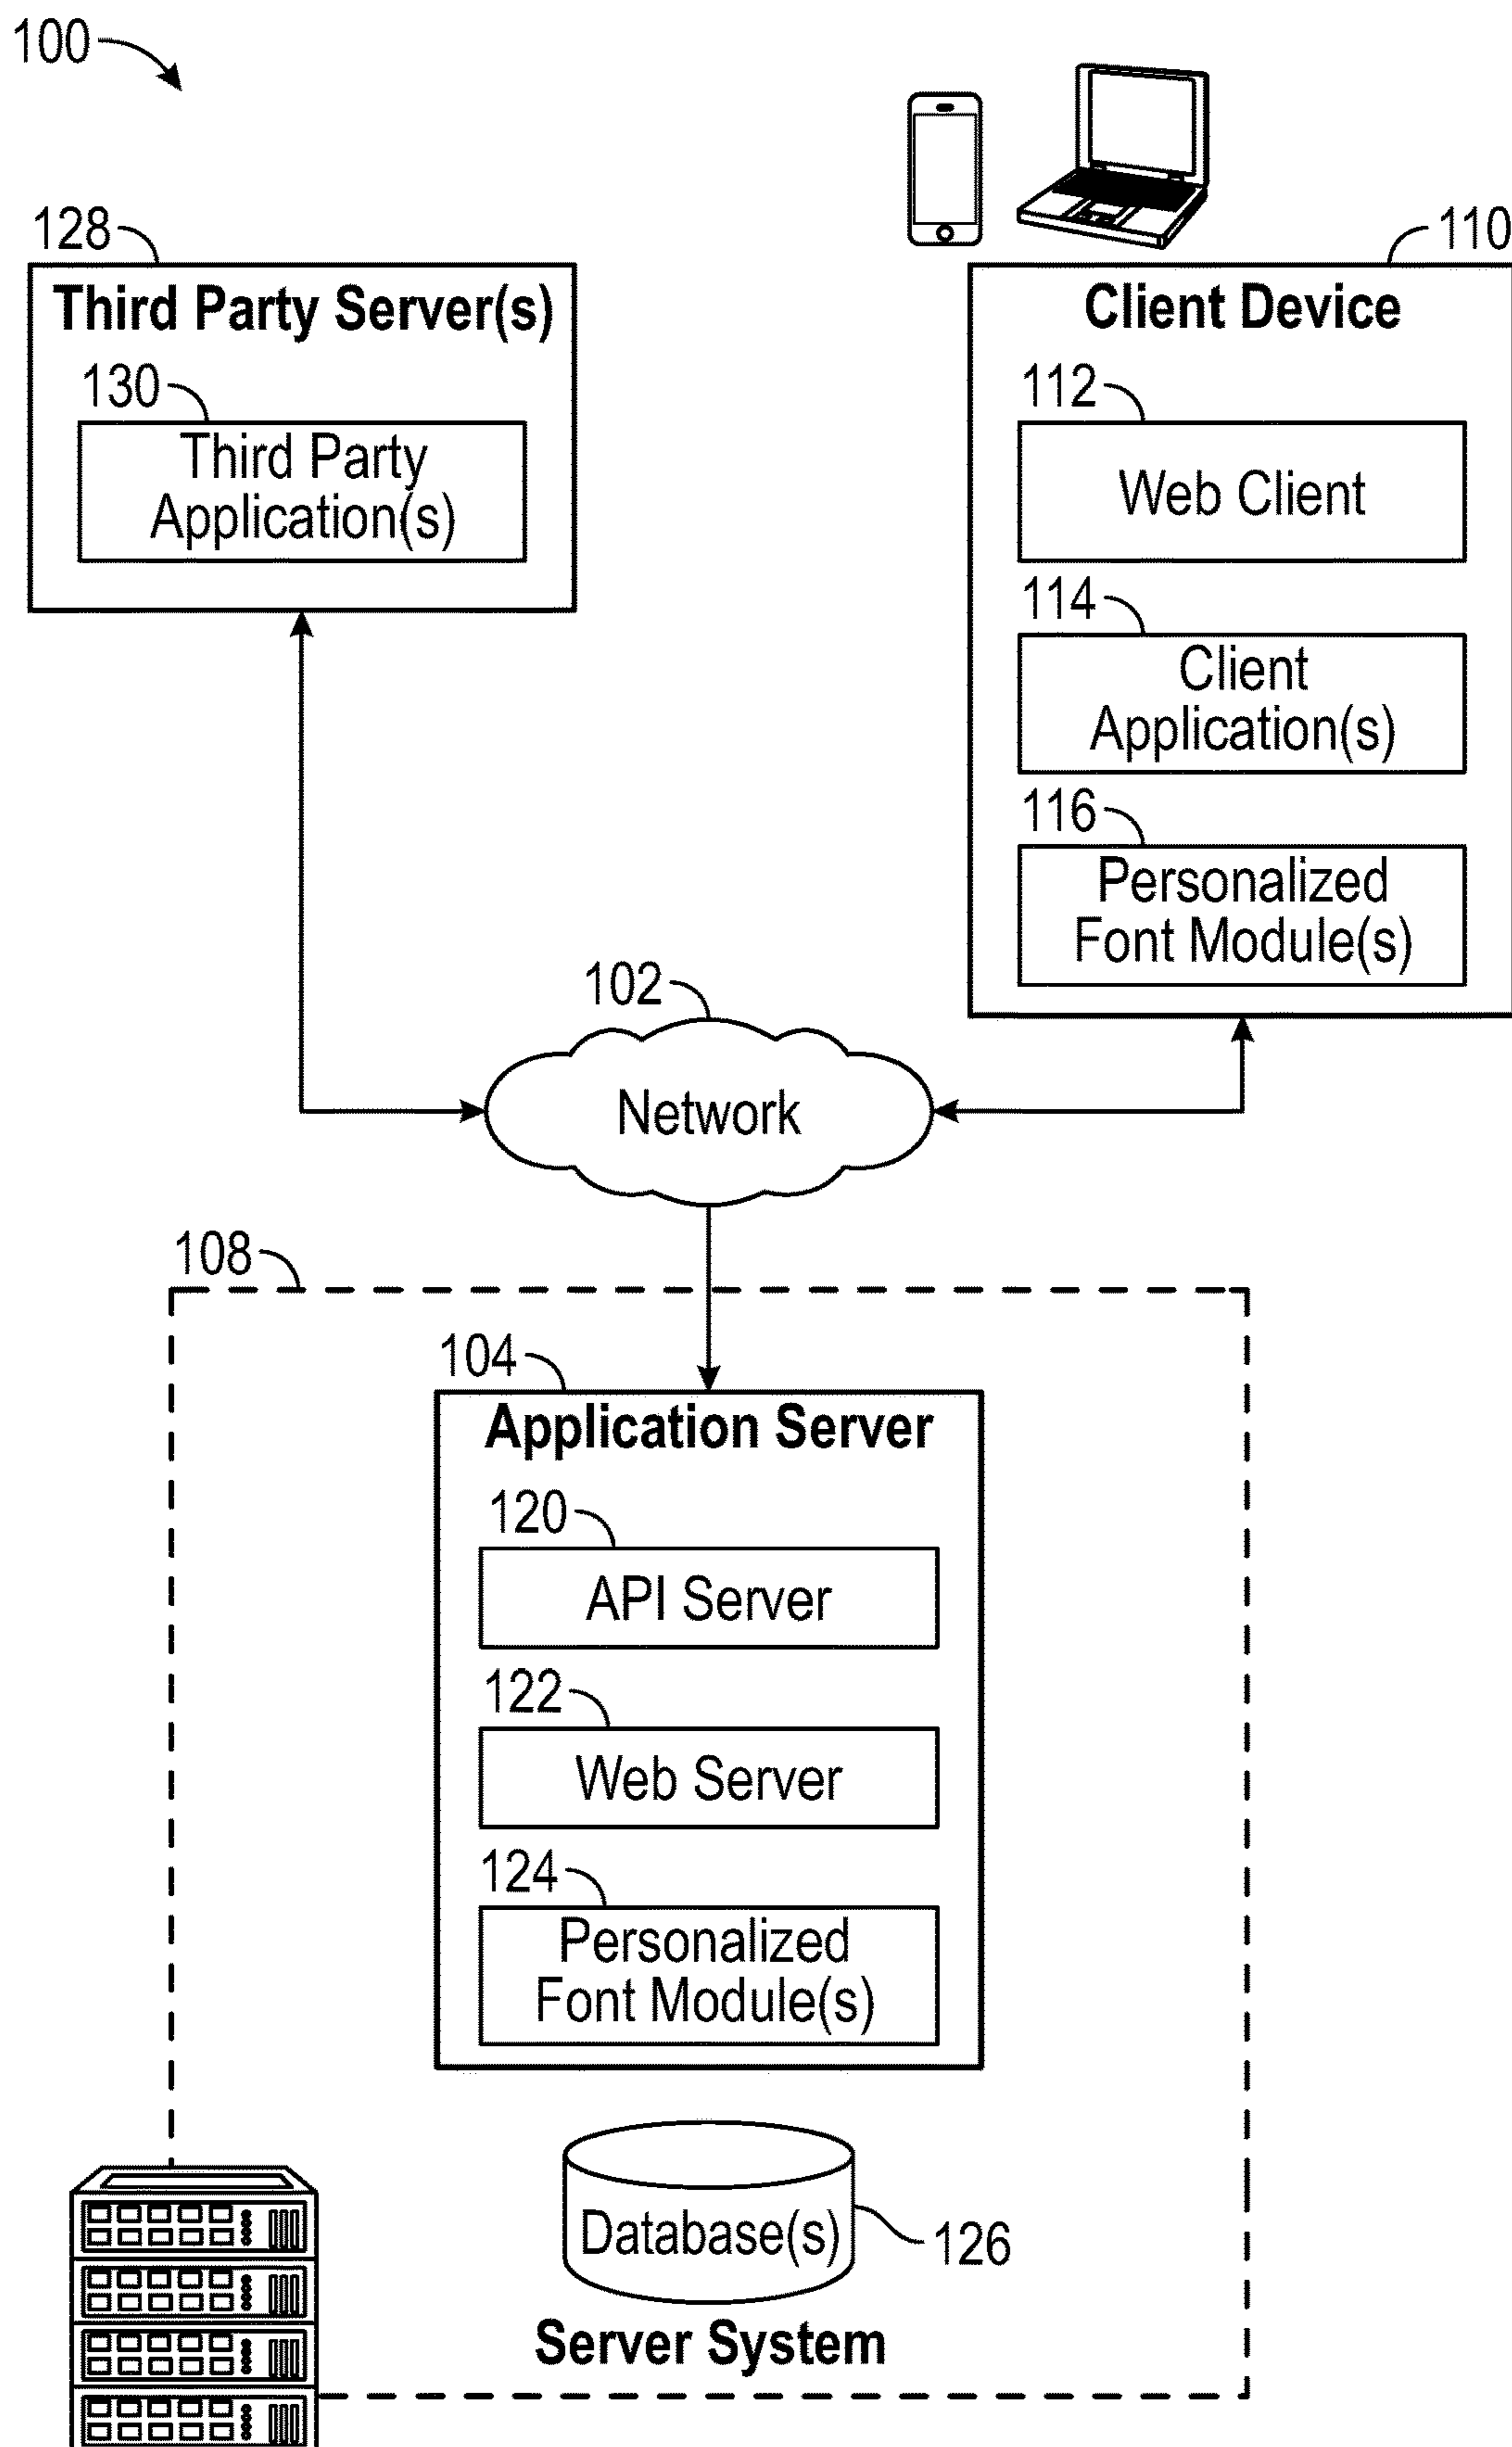 100
128
Third Party Server(s)
130
Third Party
Application(s)
110
Client Device
112
Web Client
114
Client
Application(s)
116
Personalized
Font Module(s)
102
Network
108
104
Application Server
120
API Server
122
Web Server
124
Personalized
Font Module(s)
Database(s)
126
Server System